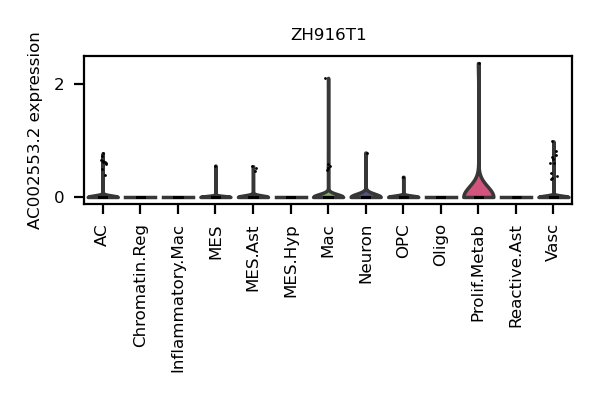 ZH916T1
AC002553.2 expression
2
0
AC
Chromatin.Reg
Inflammatory.Mac
MES
MES.Ast
MES.Hyp
Mac
Neuron
OPC
Oligo
Prolif.Metab
Reactive.Ast
Vasc